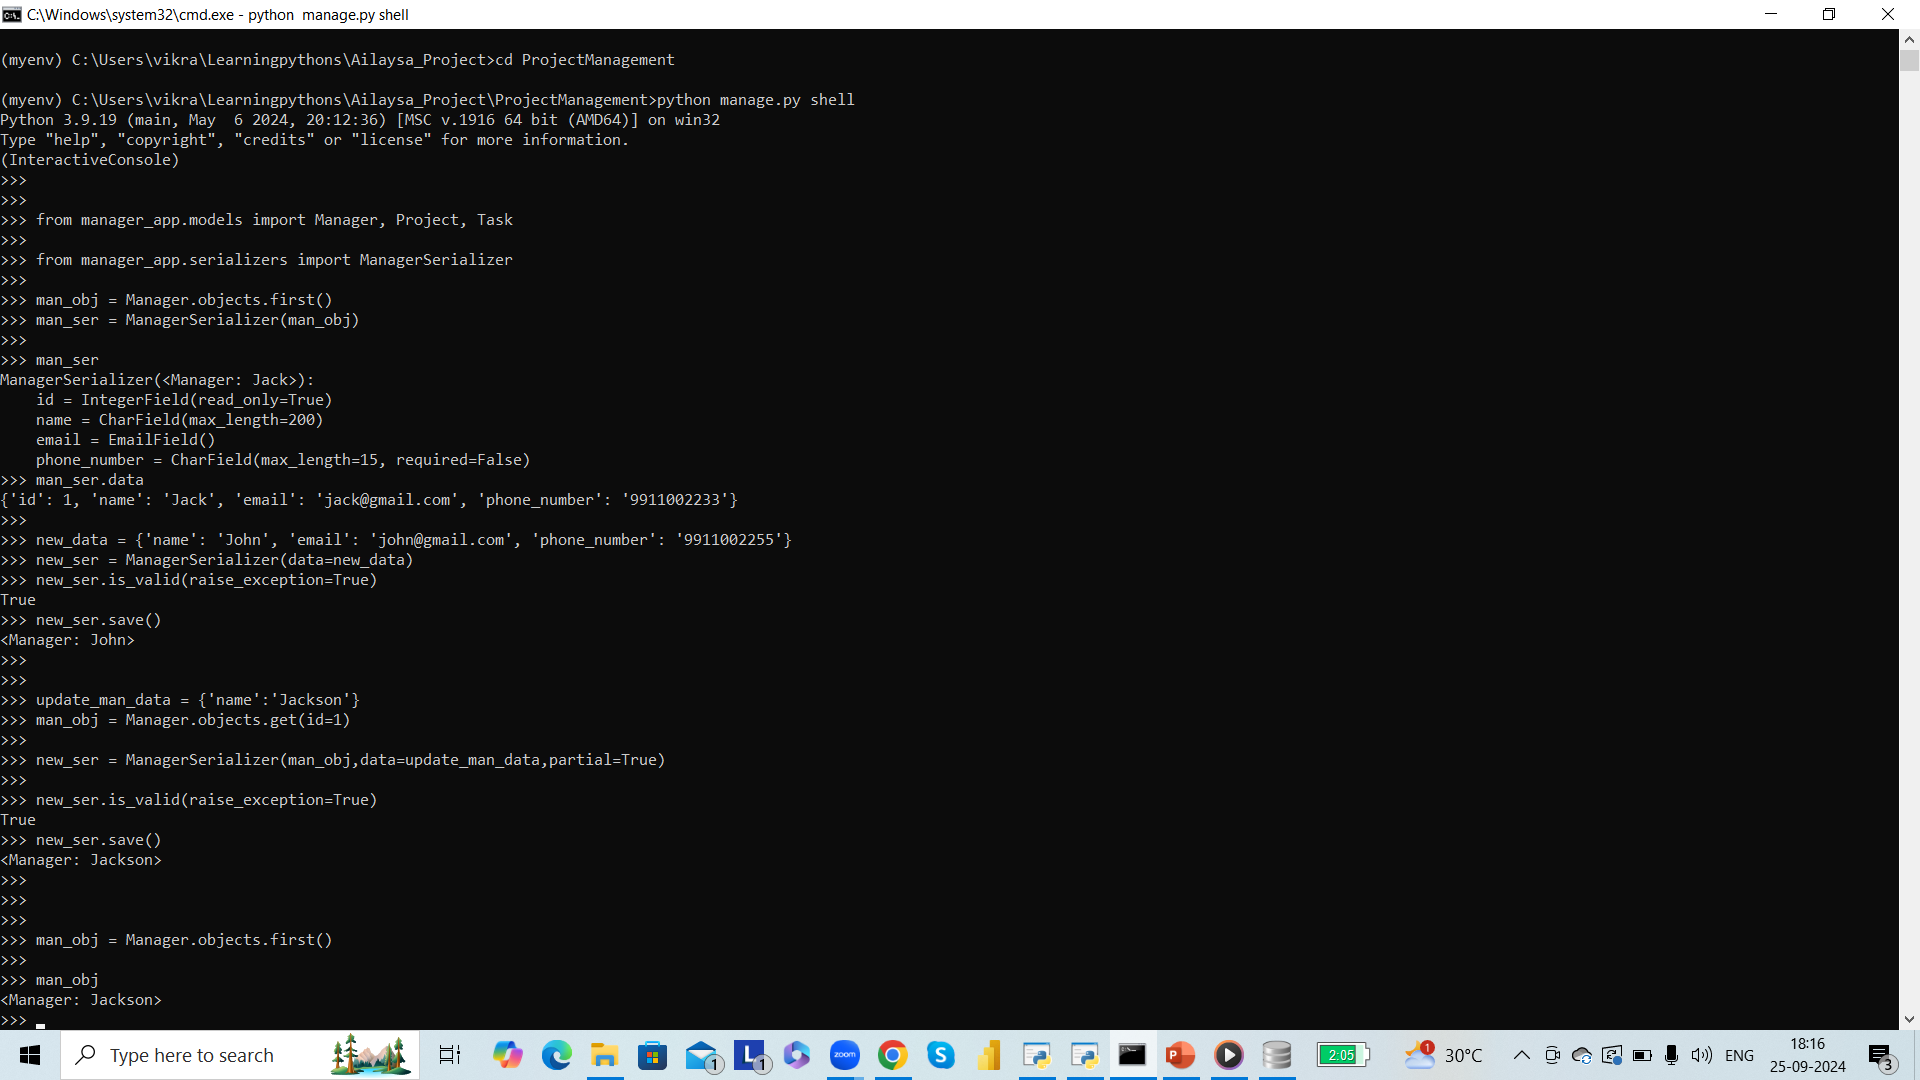 C:\Windows\system32\cmd.exe - python  manage.py shell
(myenv) C:\Users\vikra\Learningpythons\Ailaysa_Project>cd ProjectManagement
(myenv) C:\Users\vikra\Learningpythons\Ailaysa_Project\ProjectManagement>python manage.py shell
Python 3.9.19 (main, May  6 2024, 20:12:36) [MSC v.1916 64 bit (AMD64)] on win32
Type "help", "copyright", "credits" or "license" for more information.
(InteractiveConsole)
>>>
>>>
>>> from manager_app.models import Manager, Project, Task
>>>
>>> from manager_app.serializers import ManagerSerializer
>>>
>>> man_obj = Manager.objects.first()
>>> man_ser = ManagerSerializer(man_obj)
>>>
>>> man_ser
ManagerSerializer(<Manager: Jack>):
    id = IntegerField(read_only=True)
    name = CharField(max_length=200)
    email = EmailField()
    phone_number = CharField(max_length=15, required=False)
>>> man_ser.data
{'id': 1, 'name': 'Jack', 'email': 'jack@gmail.com', 'phone_number': '9911002233'}
>>>
>>> new_data = {'name': 'John', 'email': 'john@gmail.com', 'phone_number': '9911002255'}
>>> new_ser = ManagerSerializer(data=new_data)
>>> new_ser.is_valid(raise_exception=True)
True
>>> new_ser.save()
<Manager: John>
>>>
>>>
>>> update_man_data = {'name':'Jackson'}
>>> man_obj = Manager.objects.get(id=1)
>>>
>>> new_ser = ManagerSerializer(man_obj,data=update_man_data,partial=True)
>>>
>>> new_ser.is_valid(raise_exception=True)
True
>>> new_ser.save()
<Manager: Jackson>
>>>
>>>
>>>
>>> man_obj = Manager.objects.first()
>>>
>>> man_obj
<Manager: Jackson>
>>>
Type here to search
1
L 1
zoom
S
P
2:05
1
30°C
ENG
18:16
25-09-2024
3